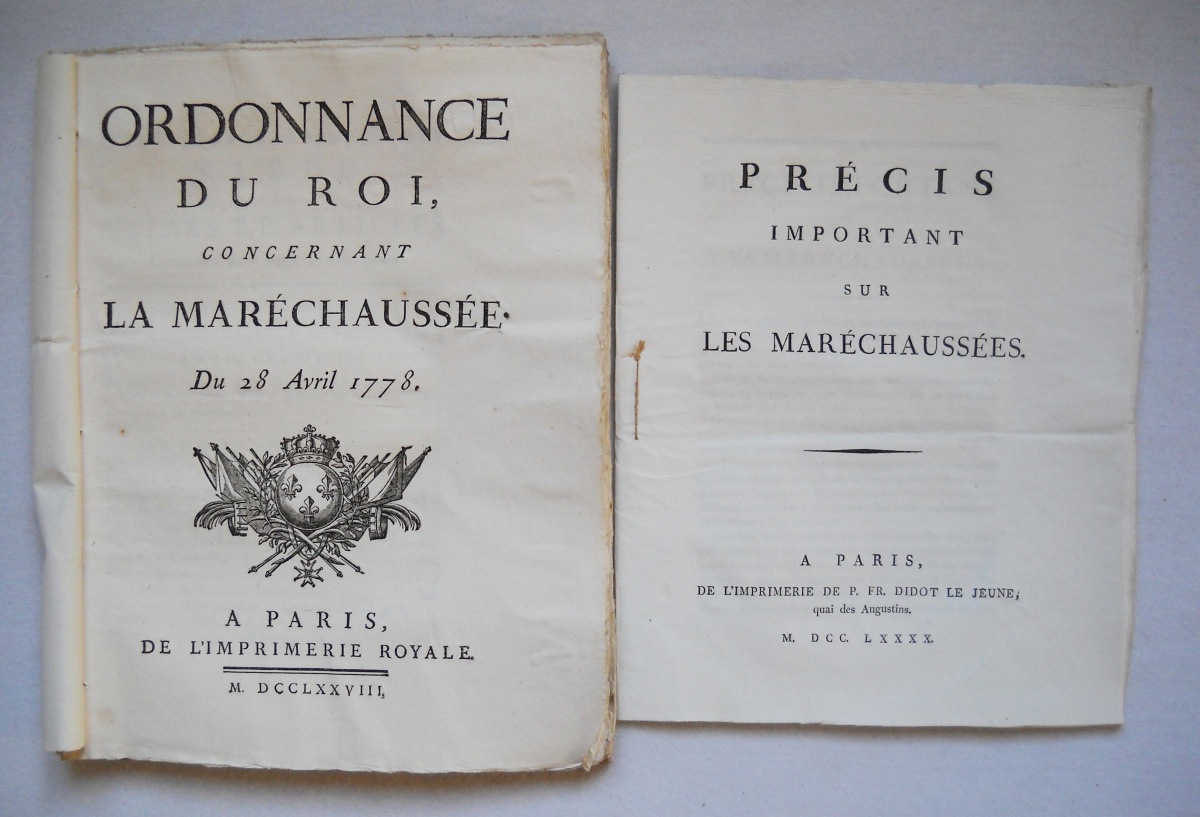 ORDONNANCE
DU ROI,
CONCERNANT
LA MARÉCHAUSSÉE.
Du 28 Avril 1778.
A PARIS,
DE L'IMPRIMERIE ROYALE.
M. DCCLXXVIII,
PRÉCIS
IMPORTANT
SUR
LES MARÉCHAUSSÉES.
A PARIS,
DE L'IMPRIMERIE DE P. FR. DIDOT LE JEUNE,
quai des Augustins.
M. DCC. LXXXX.